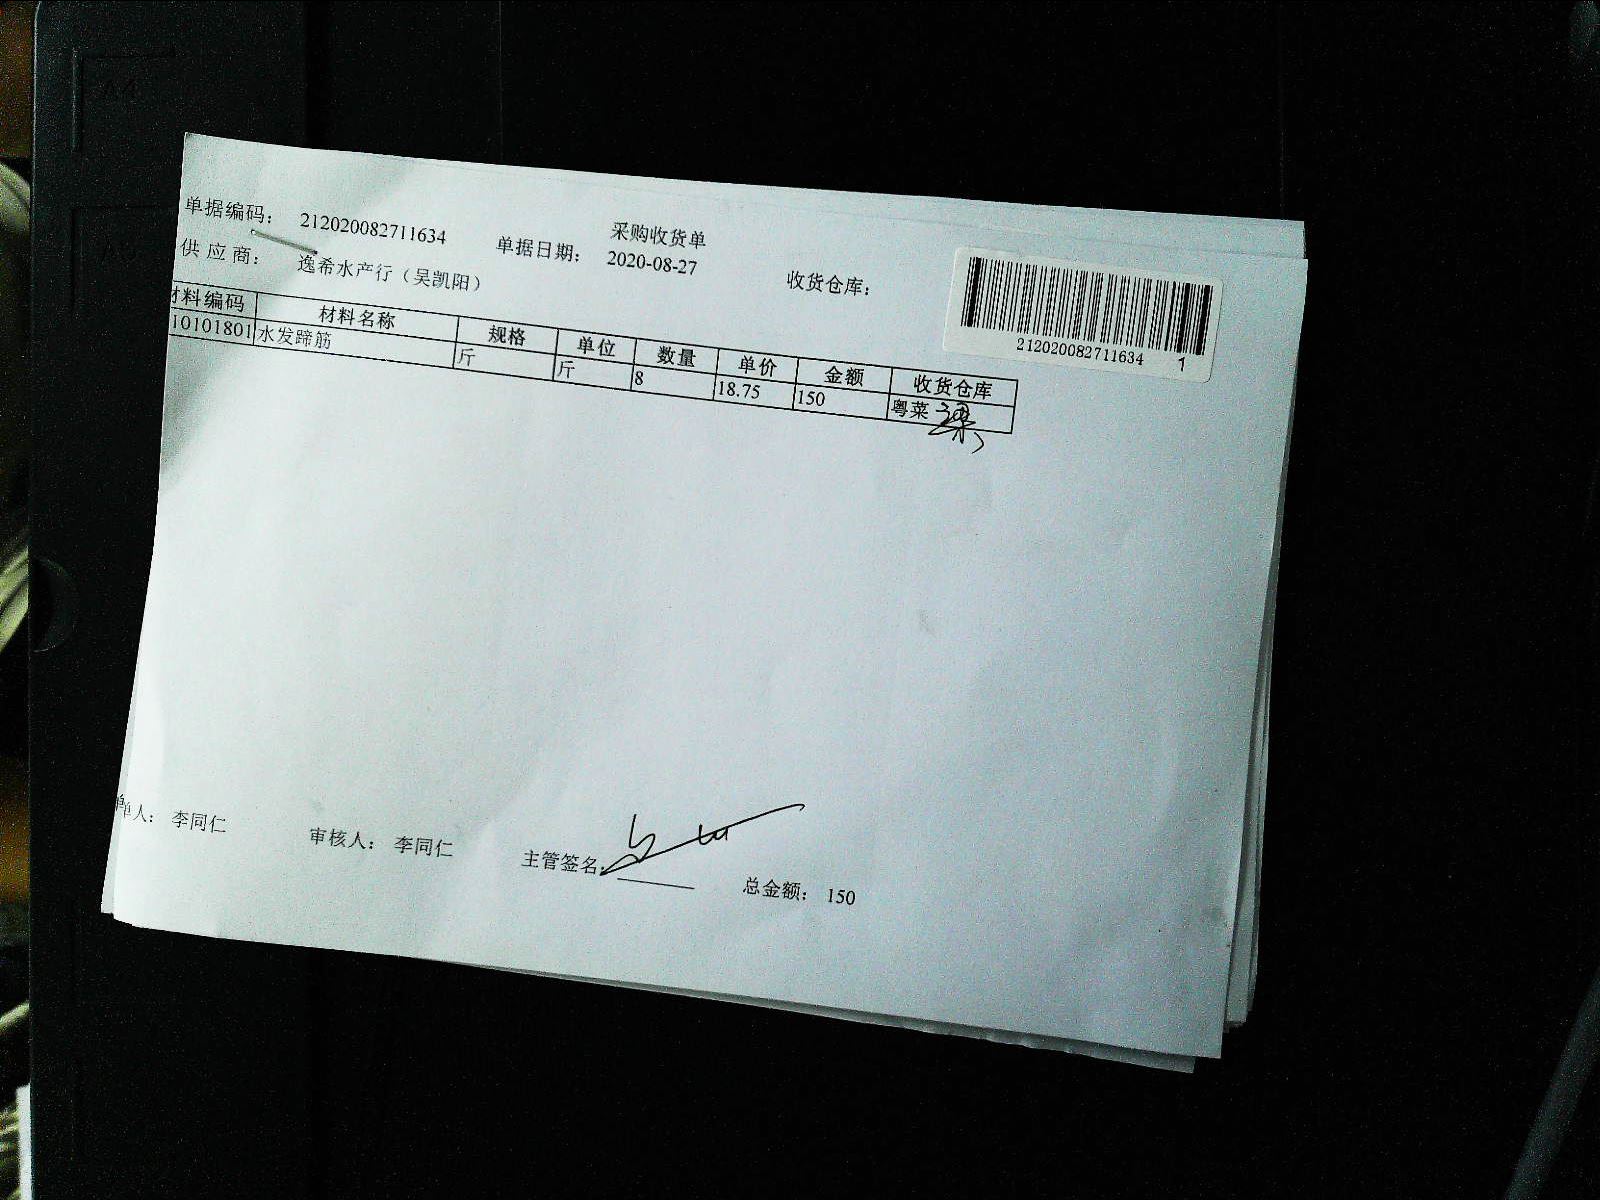 采购收货单
单据编码： 212020082711634 单据日期： 2020-08-27 收货仓库：
供应商： 逸希水产行（吴凯阳）
212020082711634 1
材料编码 材料名称 规格 单位 数量 单价 金额 收货仓库
10101801 水发蹄筋 斤 斤 8 18.75 150 粤菜
单人： 李同仁 审核人： 李同仁 主管签名： 总金额： 150